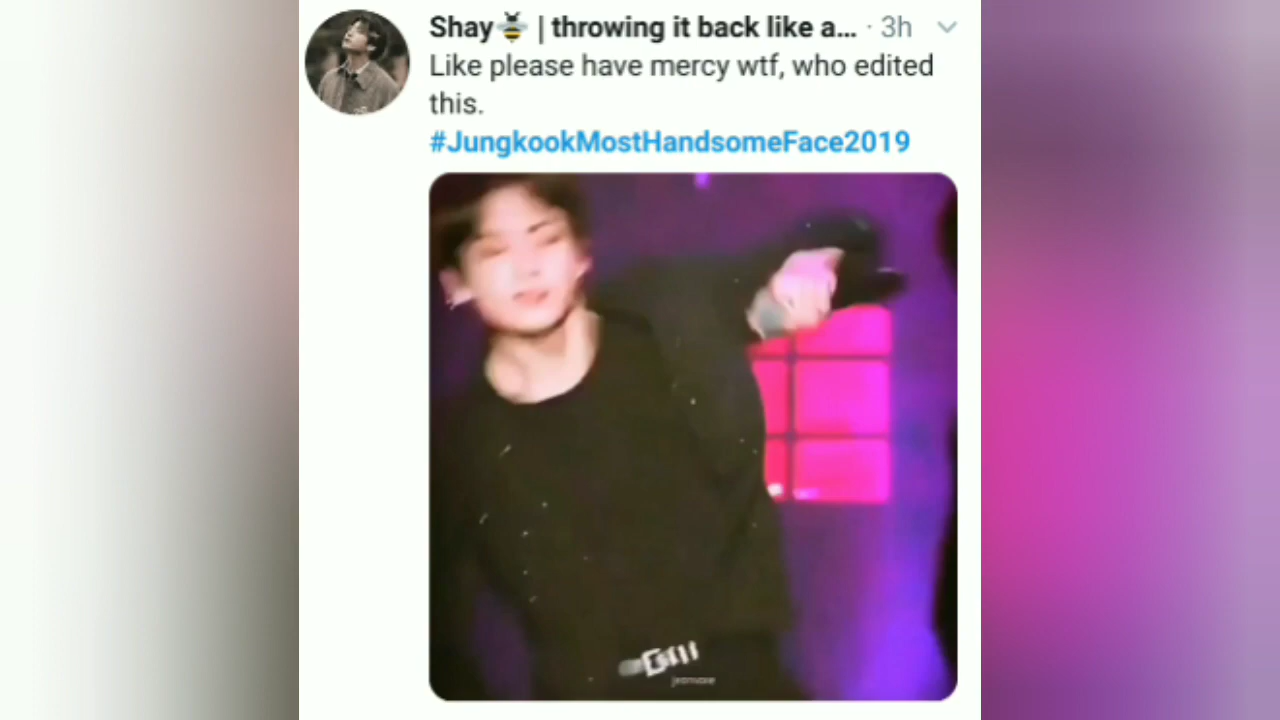 Shay🐝 | throwing it back like a... · 3h
Like please have mercy wtf, who edited
this.
#JungkookMostHandsomeFace2019